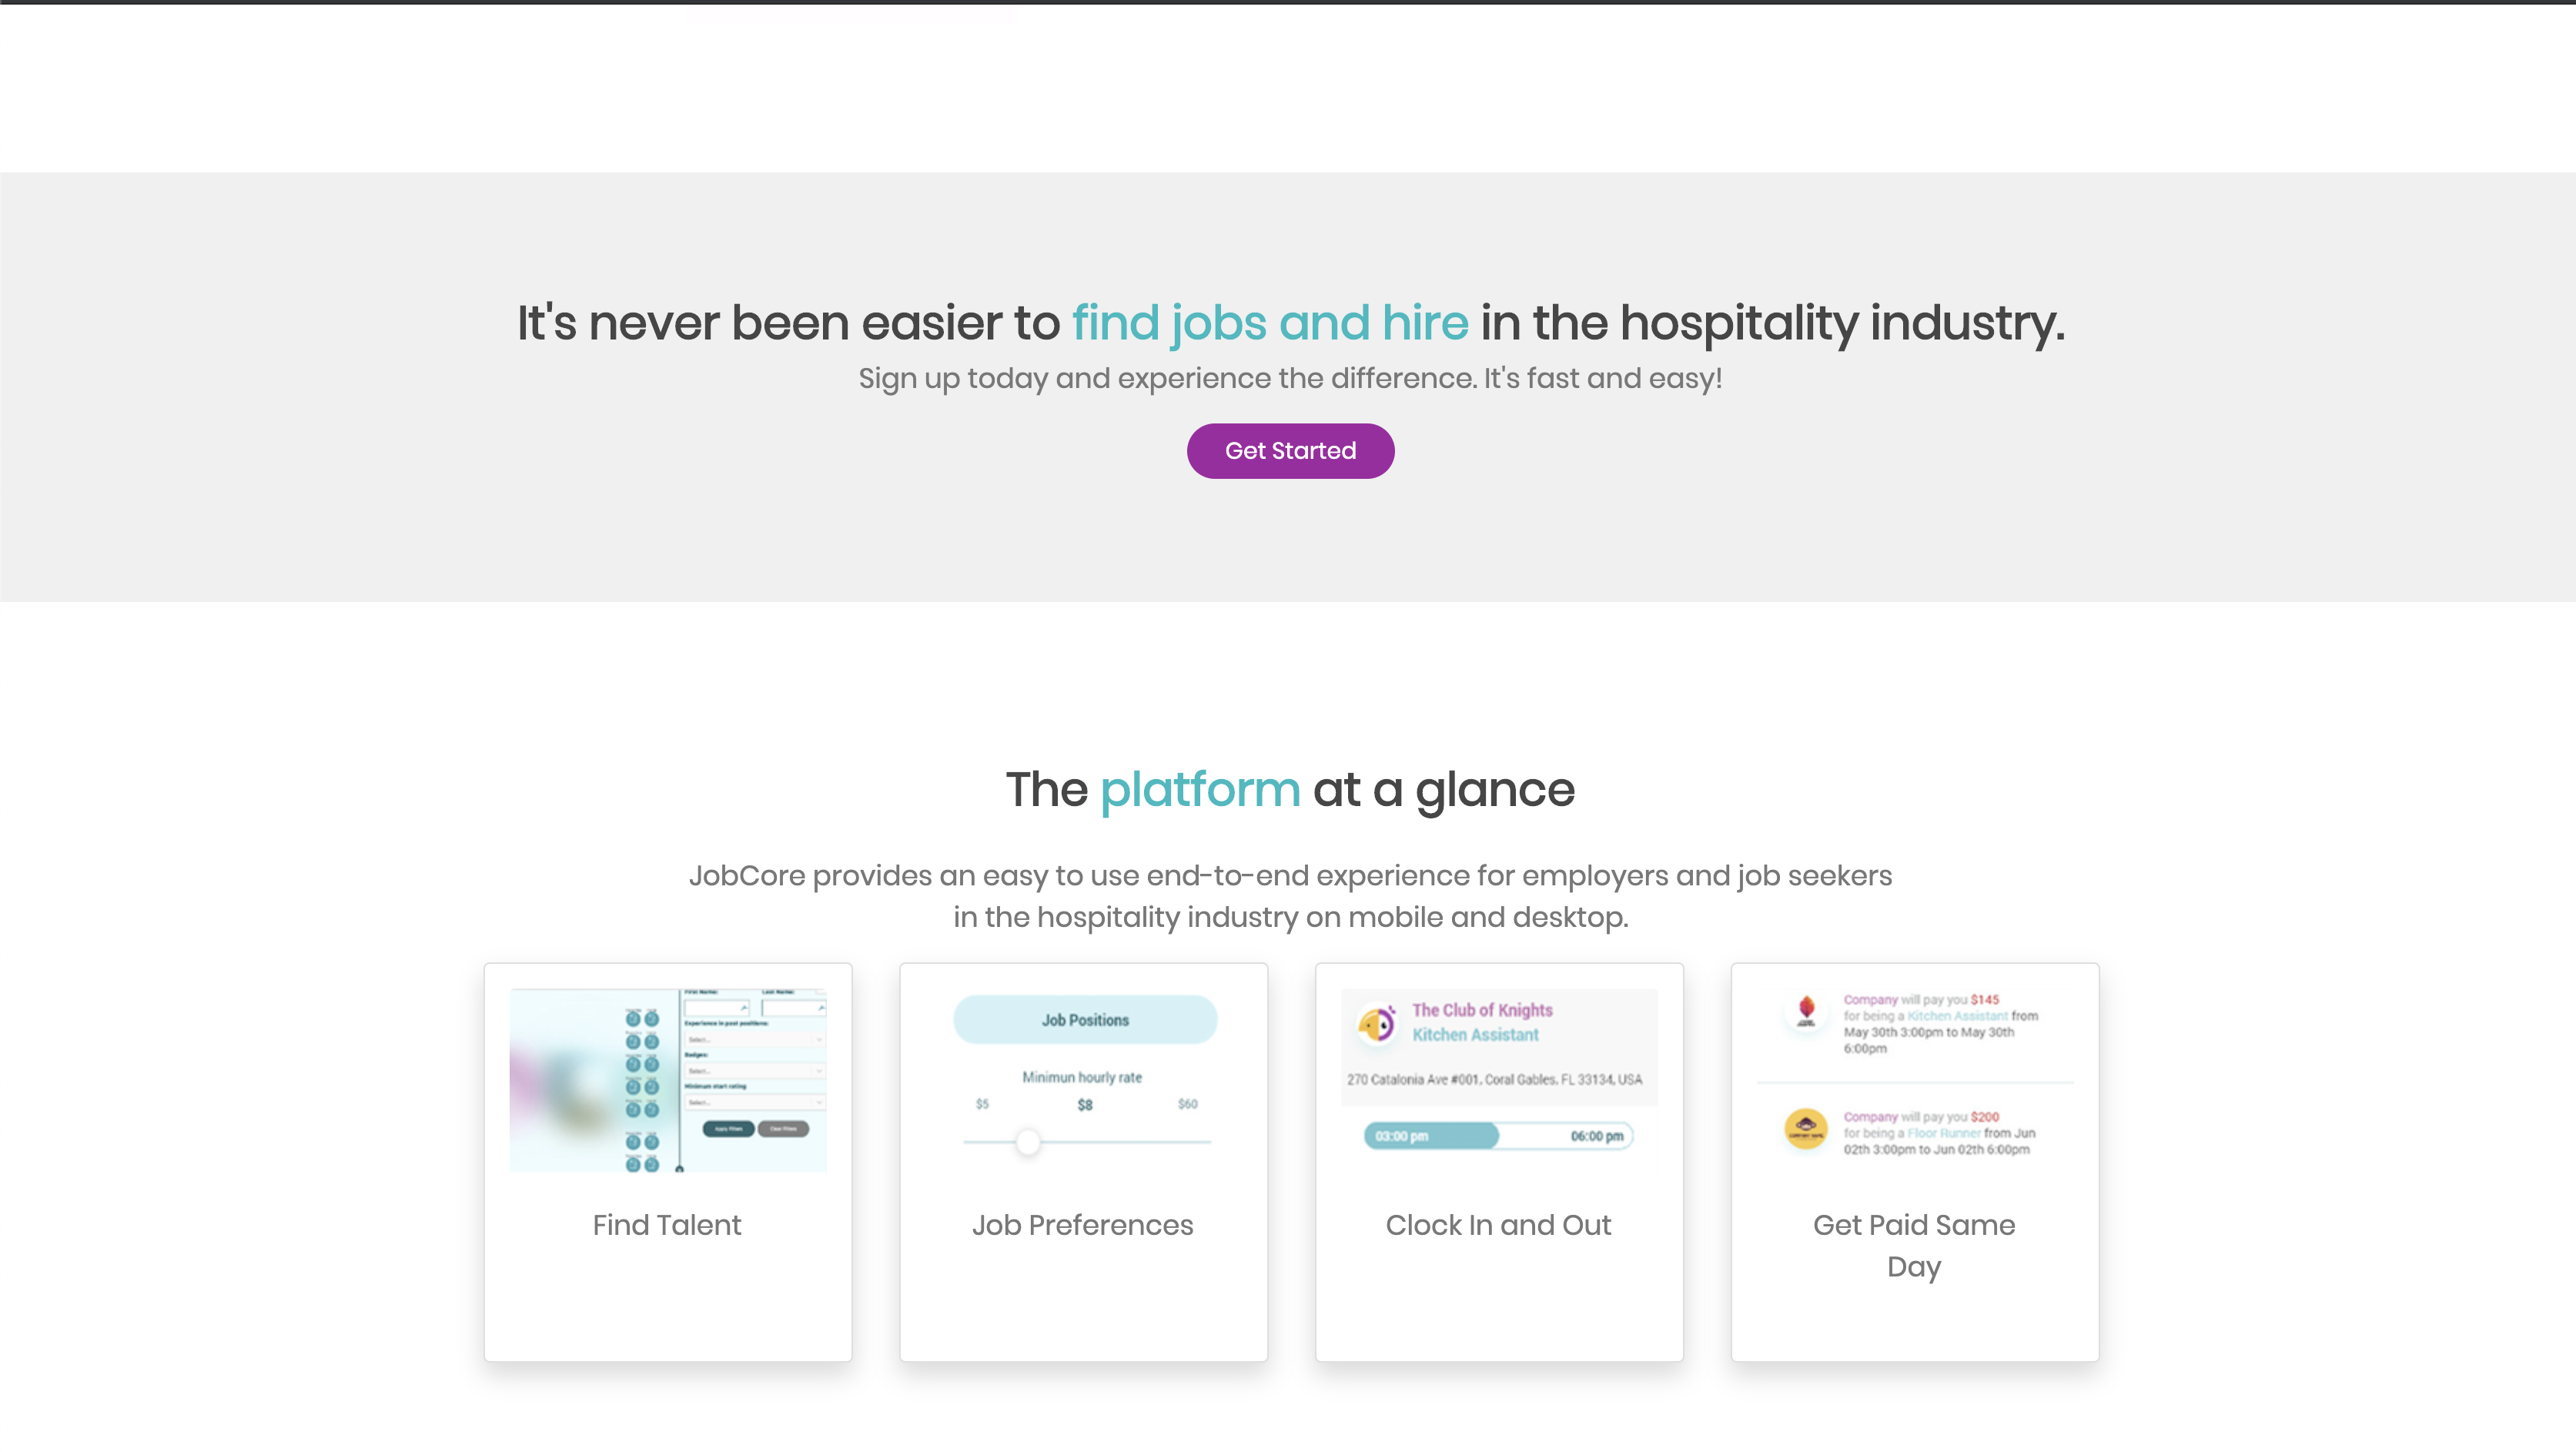 It's never been easier to find jobs and hire in the hospitality industry.
Sign up today and experience the difference. It's fast and easy!
Get Started
The platform at a glance
JobCore provides an easy to use end-to-end experience for employers and job seekers
in the hospitality industry on mobile and desktop.
First Name: Last Name:
Experience in past positions:
Select...
Badges:
Select...
Minimum start rating
Select...
Apply Filters Clear Filters
Find Talent
Job Positions
Minimun hourly rate
$5 $8 $60
Job Preferences
The Club of Knights
Kitchen Assistant
270 Catalonia Ave #001, Coral Gables, FL 33134, USA
03:00 pm 06:00 pm
Clock In and Out
Company will pay you $145
for being a Kitchen Assistant from
May 30th 3:00pm to May 30th
6:00pm
Company will pay you $200
for being a Floor Runner from Jun
02th 3:00pm to Jun 02th 6:00pm
Get Paid Same
Day